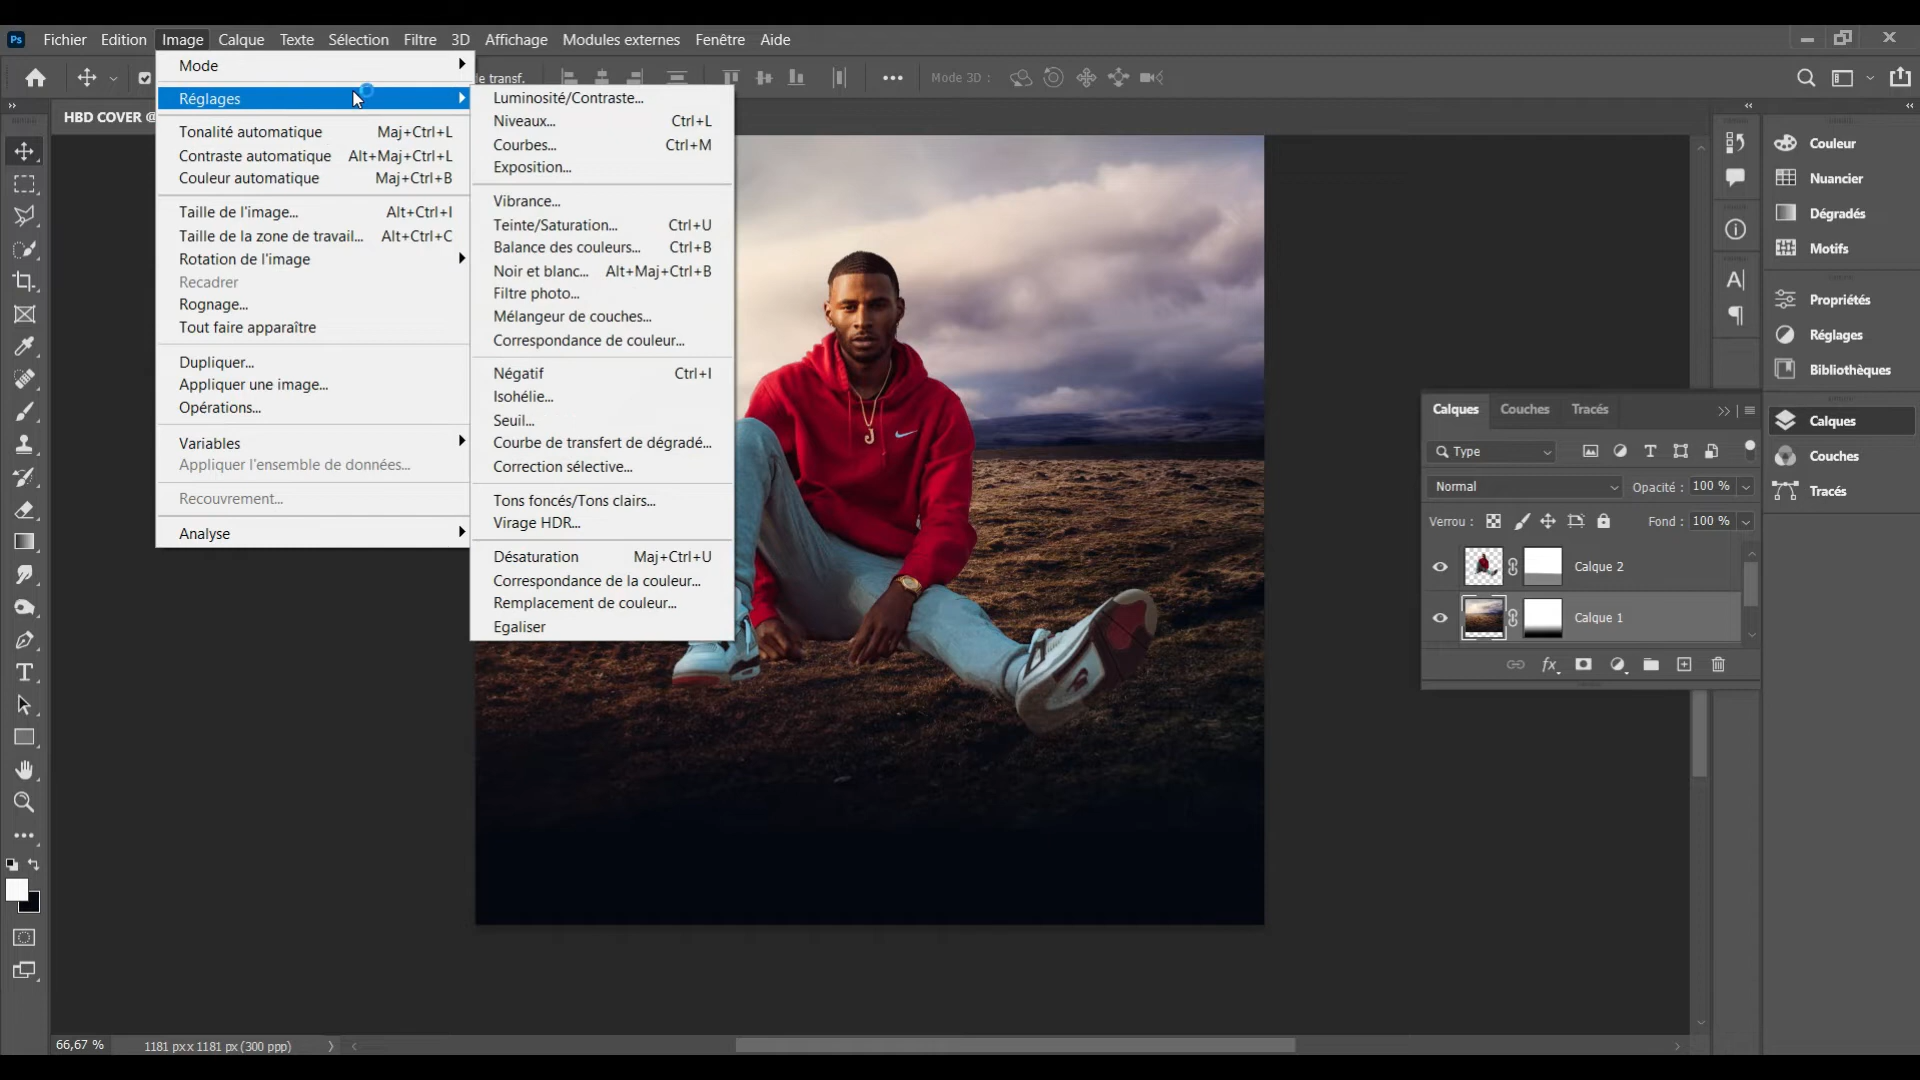 Ps Fichier Edition Image Calque Texte Sélection Filtre 3D Affichage Modules externes Fenêtre Aide
de transf. Mode 3D :
HBD COVER @
Mode
Réglages
Tonalité automatique Maj+Ctrl+L
Contraste automatique Alt+Maj+Ctrl+L
Couleur automatique Maj+Ctrl+B
Taille de l'image... Alt+Ctrl+I
Taille de la zone de travail... Alt+Ctrl+C
Rotation de l'image
Recadrer
Rognage...
Tout faire apparaître
Dupliquer...
Appliquer une image...
Opérations...
Variables
Appliquer l'ensemble de données...
Recouvrement...
Analyse
Luminosité/Contraste...
Niveaux... Ctrl+L
Courbes... Ctrl+M
Exposition...
Vibrance...
Teinte/Saturation... Ctrl+U
Balance des couleurs... Ctrl+B
Noir et blanc... Alt+Maj+Ctrl+B
Filtre photo...
Mélangeur de couches...
Correspondance de couleur...
Négatif Ctrl+I
Isohélie...
Seuil...
Courbe de transfert de dégradé...
Correction sélective...
Tons foncés/Tons clairs...
Virage HDR...
Désaturation Maj+Ctrl+U
Correspondance de la couleur...
Remplacement de couleur...
Egaliser
Couleur
Nuancier
Dégradés
Motifs
Propriétés
Réglages
Bibliothèques
Calques
Couches
Tracés
Calques Couches Tracés
Type
Normal Opacité : 100 %
Verrou : Fond : 100 %
Calque 2
Calque 1
66,67 % 1181 px x 1181 px (300 ppp)